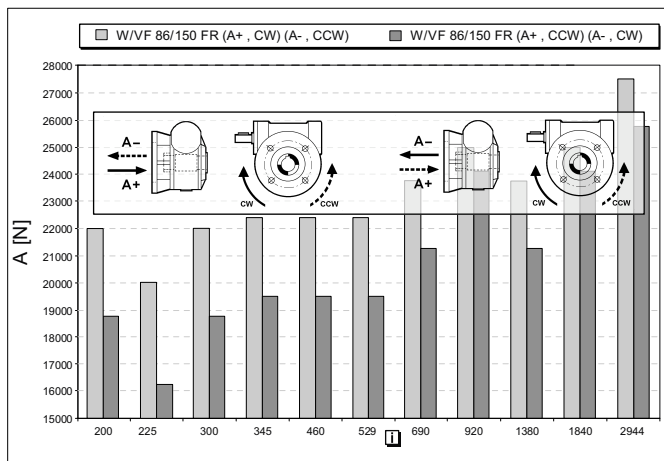 W/VF 86/150 FR (A+ , CW) (A- , CCW)
W/VF 86/150 FR (A+ , CCW) (A- , CW)
A [N]
28000
27000
26000
25000
24000
23000
22000
21000
20000
19000
18000
17000
16000
15000
A–
A+
CW
CCW
A–
A+
CW
CCW
200 225 300 345 460 529 690 920 1380 1840 2944
i